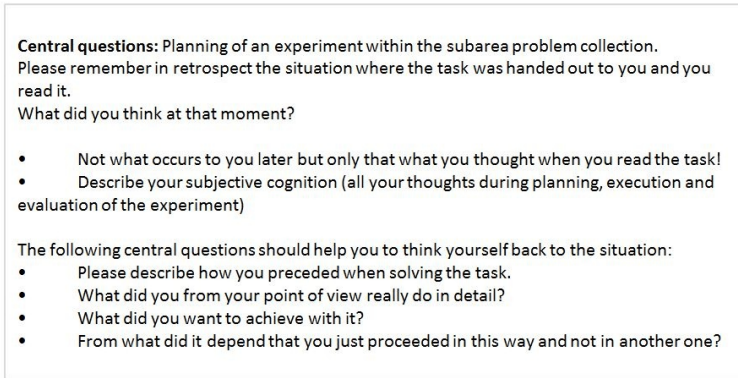 Central questions: Planning of an experiment within the subarea problem collection.
Please remember in retrospect the situation where the task was handed out to you and you
read it.
What did you think at that moment?
• Not what occurs to you later but only that what you thought when you read the task!
• Describe your subjective cognition (all your thoughts during planning, execution and
evaluation of the experiment)
The following central questions should help you to think yourself back to the situation:
• Please describe how you preceded when solving the task.
• What did you from your point of view really do in detail?
• What did you want to achieve with it?
• From what did it depend that you just proceeded in this way and not in another one?